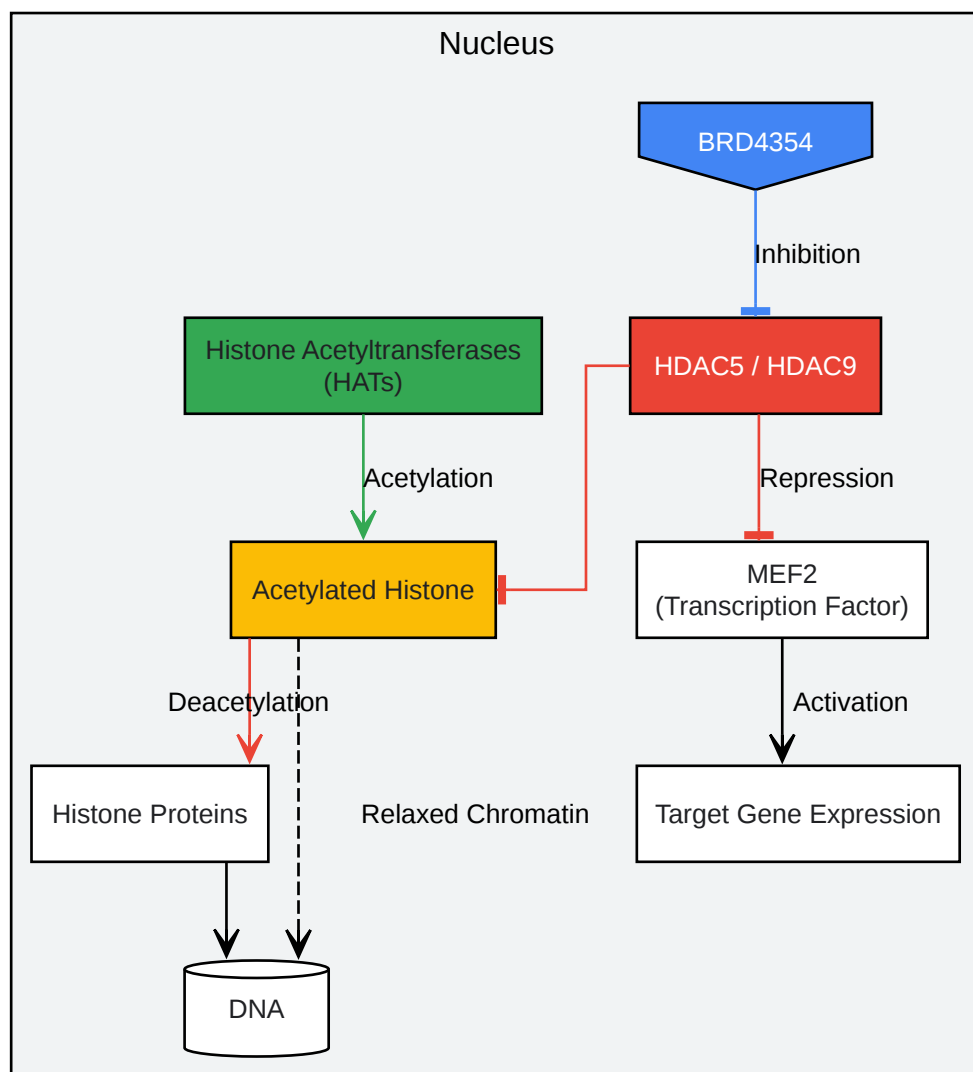 Nucleus
BRD4354
Inhibition
Histone Acetyltransferases
(HATs)
HDAC5 / HDAC9
Acetylation
Repression
Acetylated Histone
MEF2
(Transcription Factor)
Deacetylation
Activation
Histone Proteins
Relaxed Chromatin
Target Gene Expression
DNA